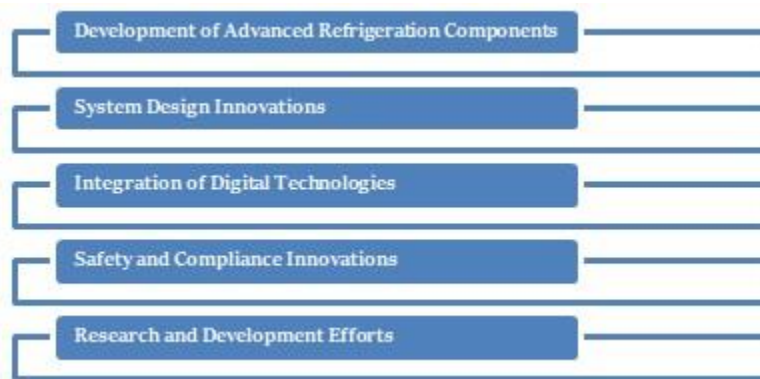 Development of Advanced Refrigeration Components
System Design Innovations
Integration of Digital Technologies
Safety and Compliance Innovations
Research and Development Efforts